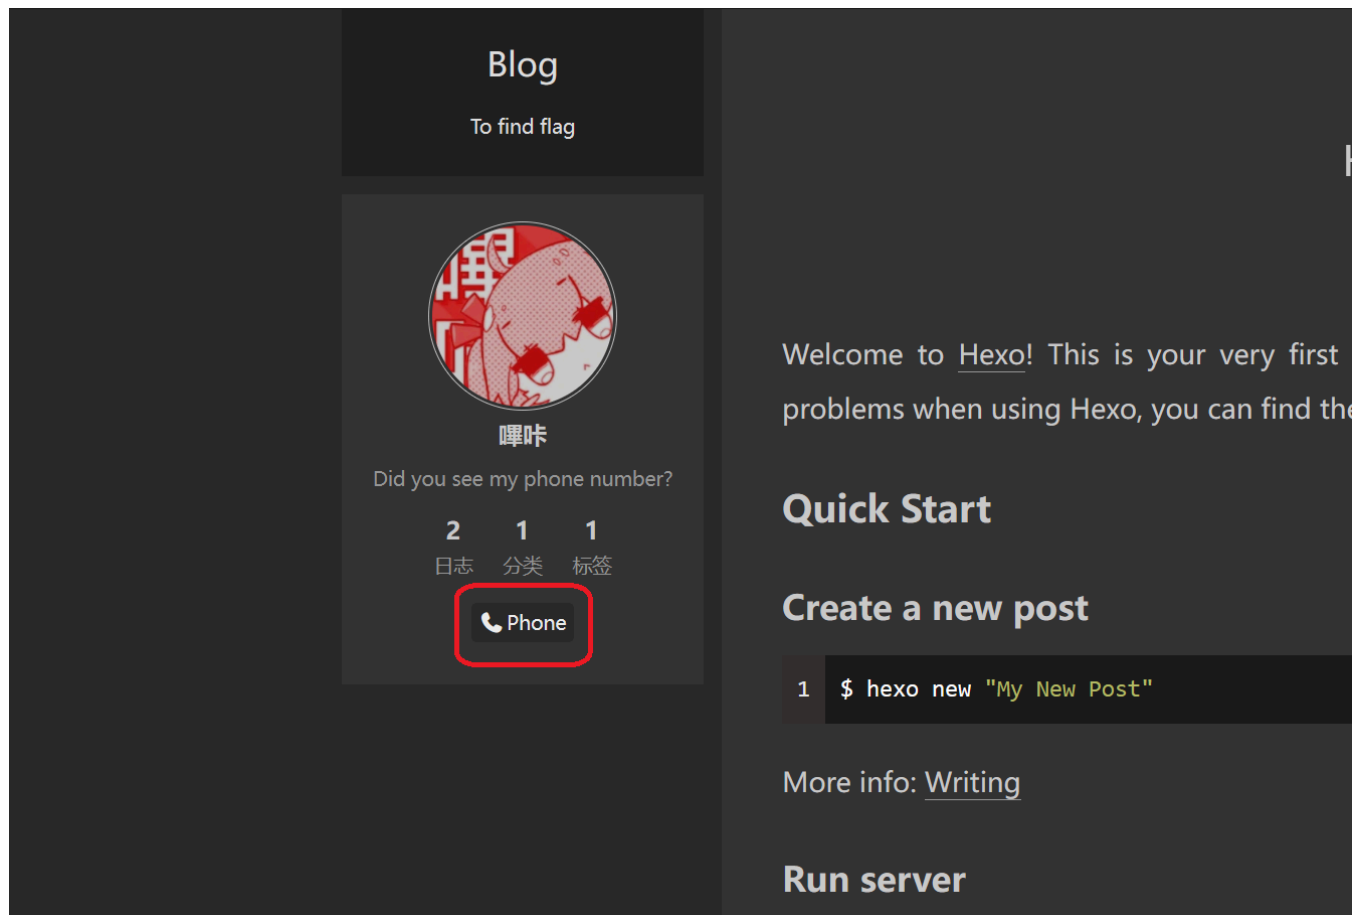 Blog
To find flag
嗶咔
Did you see my phone number?
2 1 1
日志 分类 标签
Phone
Welcome to Hexo! This is your very first
problems when using Hexo, you can find the
Quick Start
Create a new post
1 $ hexo new "My New Post"
More info: Writing
Run server